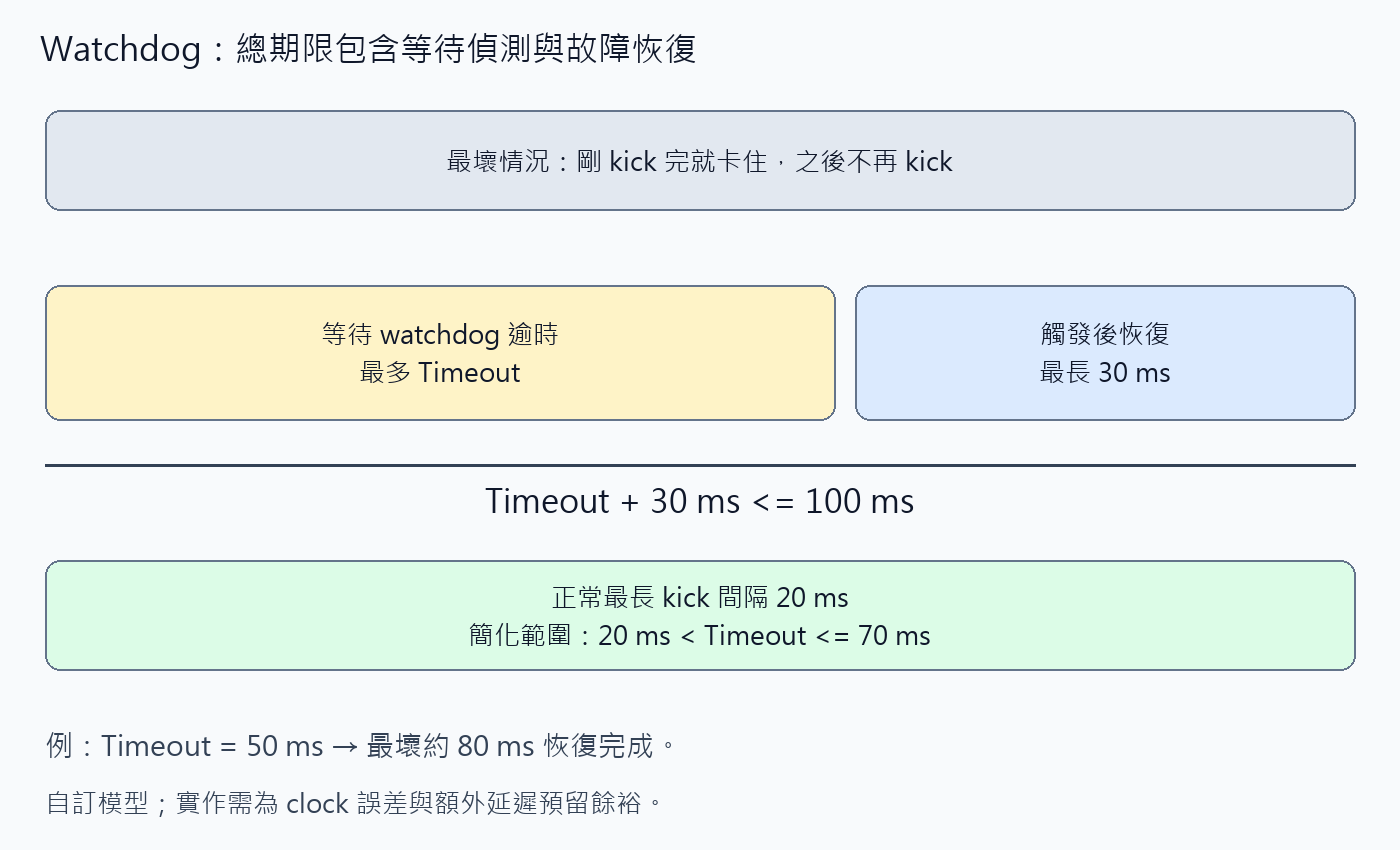 Watchdog：總期限包含等待偵測與故障恢復
最壞情況：剛 kick 完就卡住，之後不再 kick
等待 watchdog 逾時
最多 Timeout
觸發後恢復
最長 30 ms
Timeout + 30 ms <= 100 ms
正常最長 kick 間隔 20 ms
簡化範圍：20 ms < Timeout <= 70 ms
例：Timeout = 50 ms → 最壞約 80 ms 恢復完成。
自訂模型；實作需為 clock 誤差與額外延遲預留餘裕。